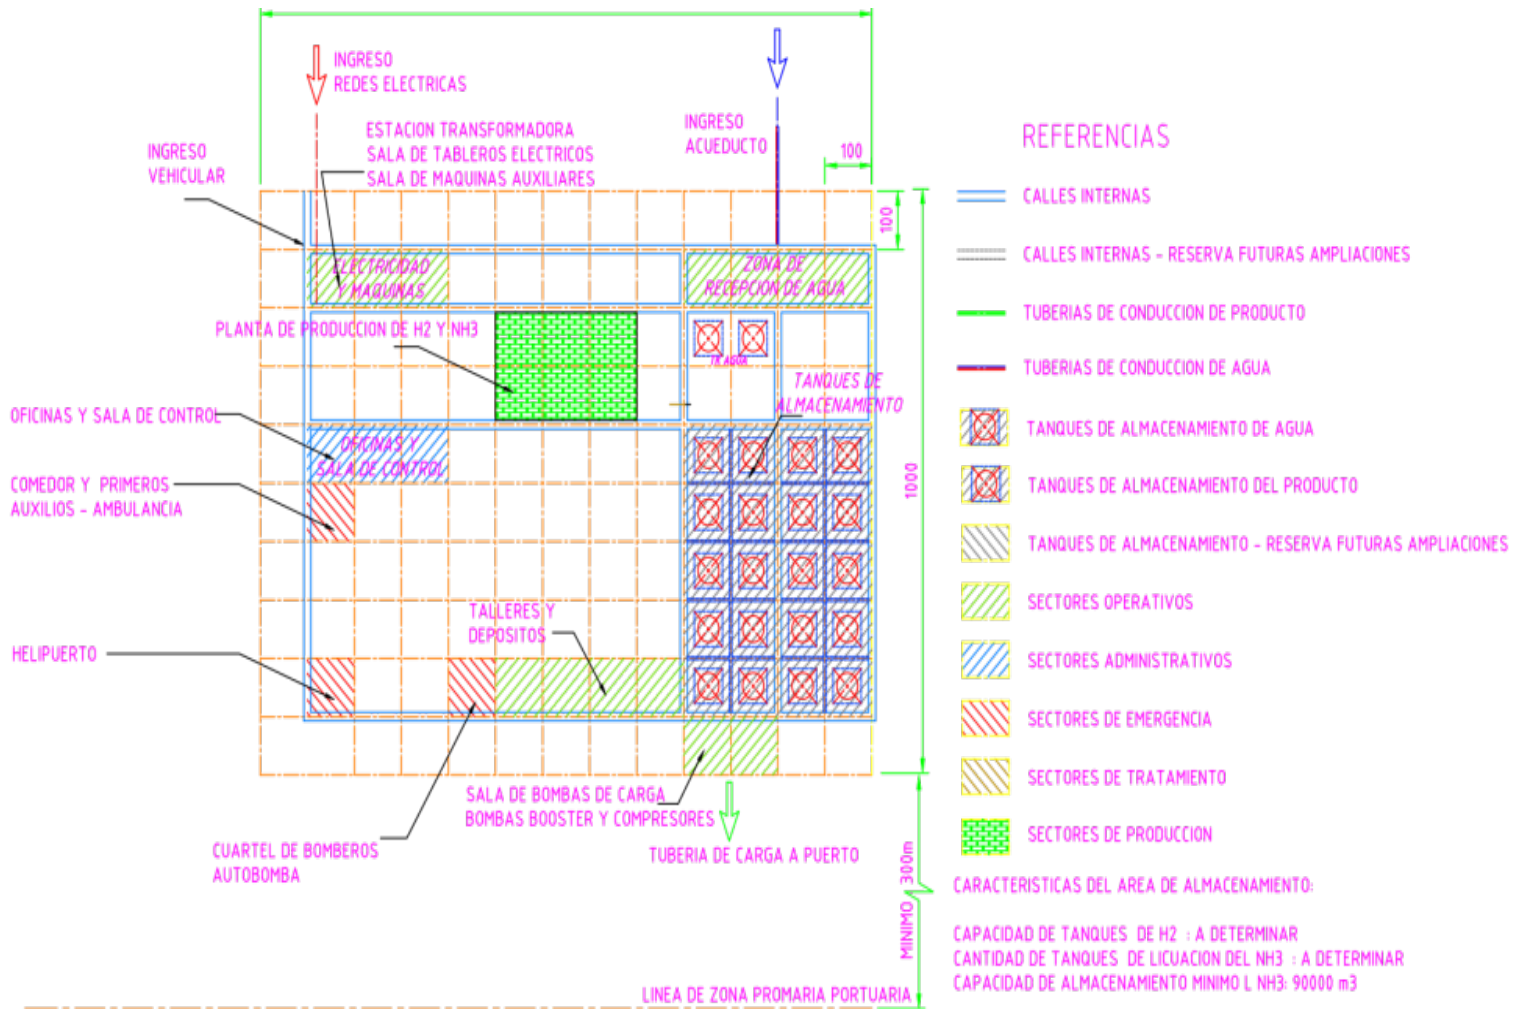 INGRESO
REDES ELECTRICAS
ESTACION TRANSFORMADORA
SALA DE TABLEROS ELECTRICOS
SALA DE MAQUINAS AUXILIARES
INGRESO
VEHICULAR
INGRESO
ACUEDUCTO
100
100
ELECTRICIDAD
Y MAQUINAS
ZONA DE
RECEPCION DE AGUA
PLANTA DE PRODUCCION DE H2 Y NH3
TK AGUA
TANQUES DE
ALMACENAMIENTO
OFICINAS Y SALA DE CONTROL
OFICINAS Y
SALA DE CONTROL
COMEDOR Y PRIMEROS
AUXILIOS - AMBULANCIA
1000
TALLERES Y
DEPOSITOS
HELIPUERTO
SALA DE BOMBAS DE CARGA
BOMBAS BOOSTER Y COMPRESORES
CUARTEL DE BOMBEROS
AUTOBOMBA
TUBERIA DE CARGA A PUERTO
MINIMO 300m
LINEA DE ZONA PROMARIA PORTUARIA
REFERENCIAS
CALLES INTERNAS
CALLES INTERNAS - RESERVA FUTURAS AMPLIACIONES
TUBERIAS DE CONDUCCION DE PRODUCTO
TUBERIAS DE CONDUCCION DE AGUA
TANQUES DE ALMACENAMIENTO DE AGUA
TANQUES DE ALMACENAMIENTO DEL PRODUCTO
TANQUES DE ALMACENAMIENTO - RESERVA FUTURAS AMPLIACIONES
SECTORES OPERATIVOS
SECTORES ADMINISTRATIVOS
SECTORES DE EMERGENCIA
SECTORES DE TRATAMIENTO
SECTORES DE PRODUCCION
CARACTERISTICAS DEL AREA DE ALMACENAMIENTO:
CAPACIDAD DE TANQUES DE H2 : A DETERMINAR
CANTIDAD DE TANQUES DE LICUACION DEL NH3 : A DETERMINAR
CAPACIDAD DE ALMACENAMIENTO MINIMO L NH3: 90000 m3